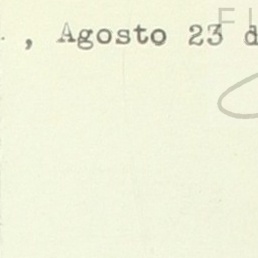 . , Agosto 23 d